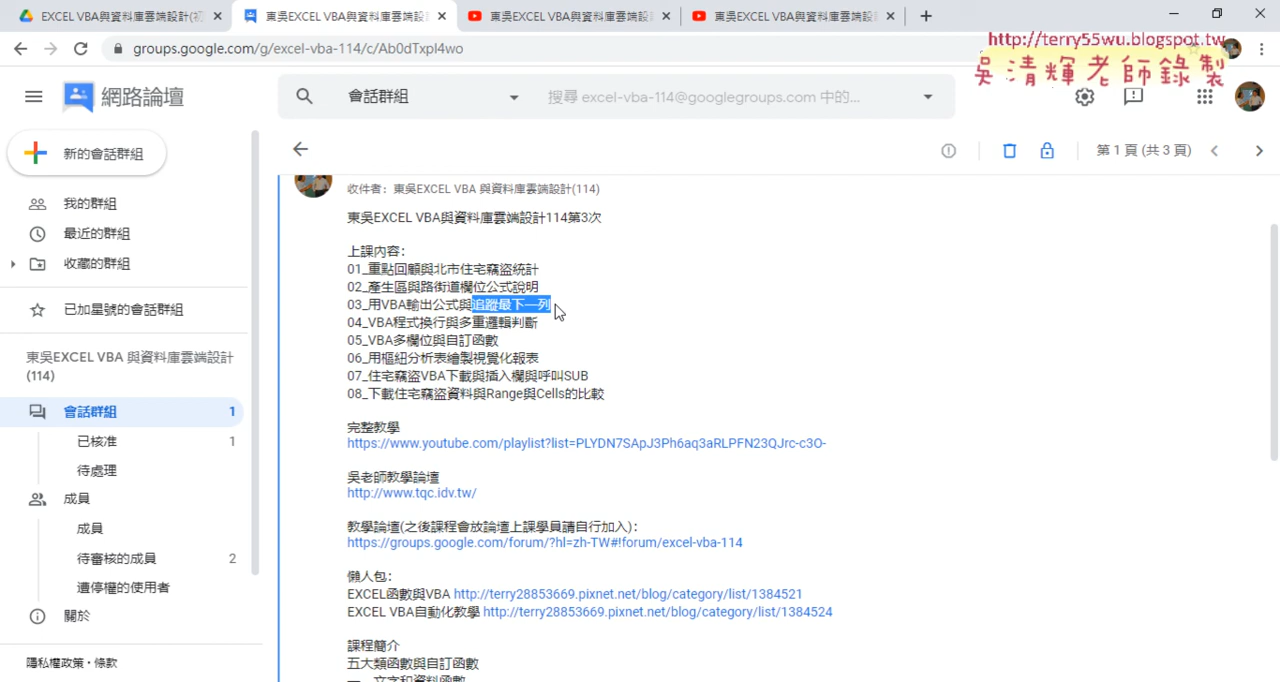 EXCEL VBA與資料庫雲端設計(初
東吳EXCEL VBA與資料庫雲端設計
東吳EXCEL VBA與資料庫雲端設
東吳EXCEL VBA與資料庫雲端設
groups.google.com/g/excel-vba-114/c/Ab0dTxpI4wo
http://terry55wu.blogspot.tw
吳清輝老師錄製
網路論壇
會話群組
搜尋 excel-vba-114@googlegroups.com 中的...
新的會話群組
第 1 頁 (共 3 頁)
我的群組
最近的群組
收藏的群組
已加星號的會話群組
東吳EXCEL VBA 與資料庫雲端設計
(114)
會話群組 1
已核准 1
待處理
成員
成員
待審核的成員 2
遭停權的使用者
關於
隱私權政策・條款
收件者: 東吳EXCEL VBA 與資料庫雲端設計(114)
東吳EXCEL VBA與資料庫雲端設計114第3次
上課內容:
01_重點回顧與北市住宅竊盜統計
02_產生區與路街道欄位公式說明
03_用VBA輸出公式與追蹤最下一列
04_VBA程式換行與多重邏輯判斷
05_VBA多欄位與自訂函數
06_用樞紐分析表繪製視覺化報表
07_住宅竊盜VBA下載與插入欄與呼叫SUB
08_下載住宅竊盜資料與Range與Cells的比較
完整教學
https://www.youtube.com/playlist?list=PLYDN7SApJ3Ph6aq3aRLPFN23QJrc-c3O-
吳老師教學論壇
http://www.tqc.idv.tw/
教學論壇(之後課程會放論壇上課學員請自行加入):
https://groups.google.com/forum/?hl=zh-TW#!forum/excel-vba-114
懶人包:
EXCEL函數與VBA http://terry28853669.pixnet.net/blog/category/list/1384521
EXCEL VBA自動化教學 http://terry28853669.pixnet.net/blog/category/list/1384524
課程簡介
五大類函數與自訂函數
一、文字和資料函數